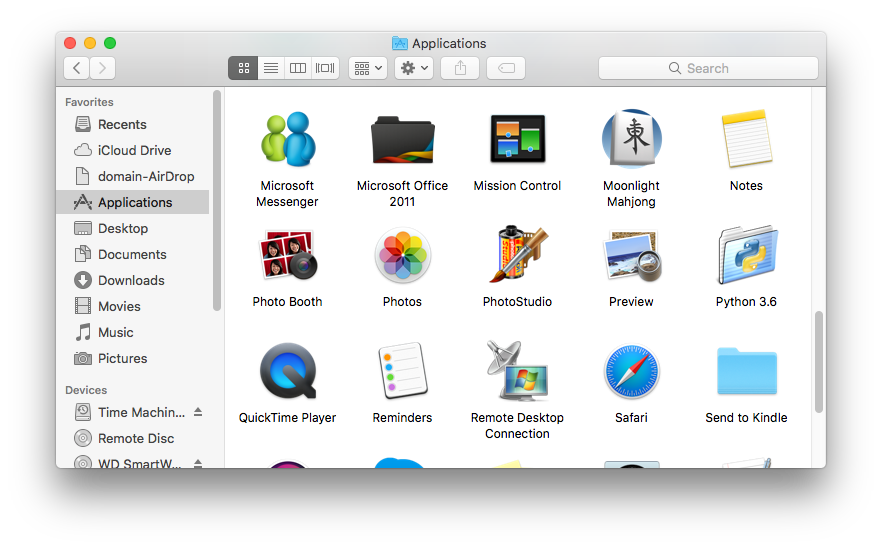 Applications
Search
Favorites
Recents
iCloud Drive
domain-AirDrop
Applications
Desktop
Documents
Downloads
Movies
Music
Pictures
Devices
Time Machin...
Remote Disc
WD SmartW...
Microsoft
Messenger
Microsoft Office
2011
Mission Control
Moonlight
Mahjong
東
Notes
Photo Booth
Photos
PhotoStudio
Preview
Python 3.6
QuickTime Player
Reminders
Remote Desktop
Connection
Safari
Send to Kindle